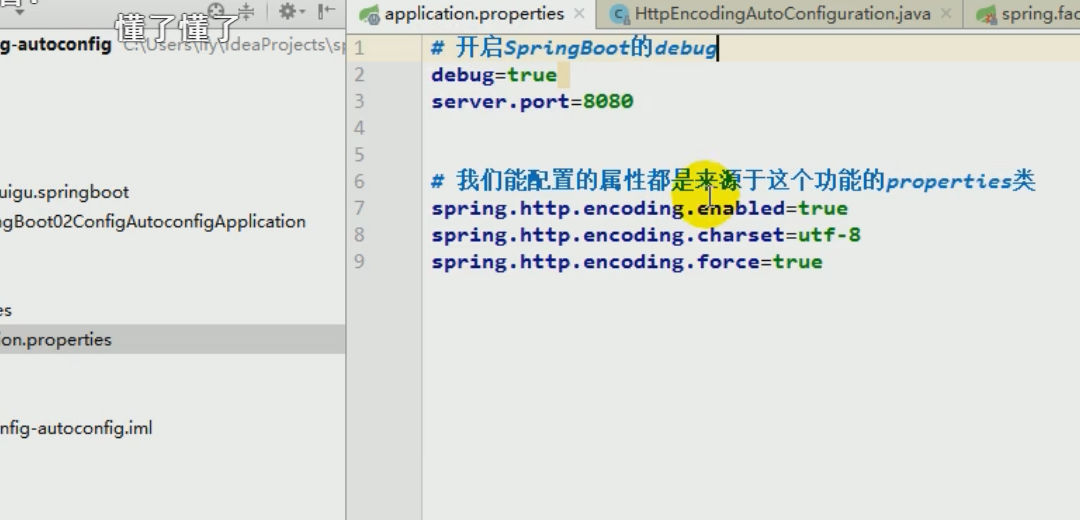 懂了懂了
application.properties
HttpEncodingAutoConfiguration.java
spring.fac
g-autoconfig
uigu.springboot
gBoot02ConfigAutoconfigApplication
es
ion.properties
nfig-autoconfig.iml
1 # 开启SpringBoot的debug
2 debug=true
3 server.port=8080
4
5
6 # 我们能配置的属性都是来源于这个功能的properties类
7 spring.http.encoding.enabled=true
8 spring.http.encoding.charset=utf-8
9 spring.http.encoding.force=true